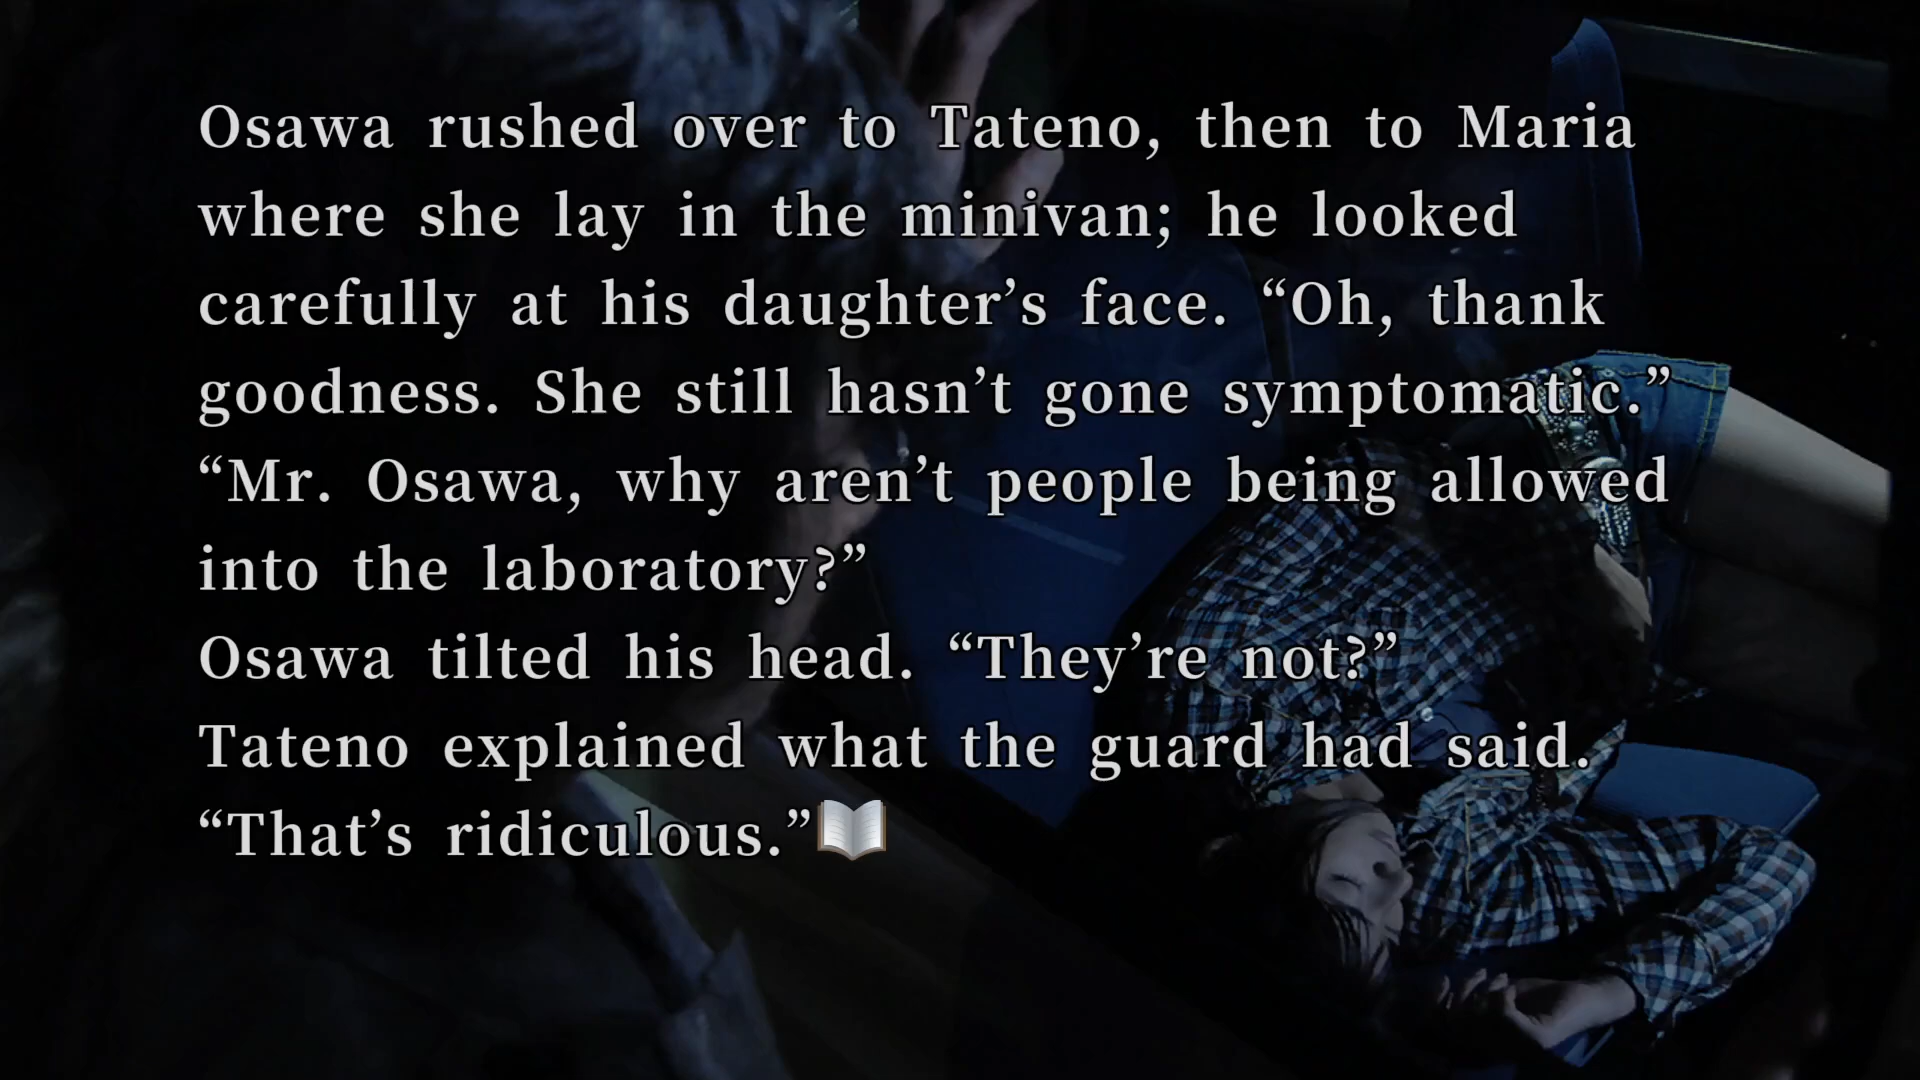 Osawa rushed over to Tateno, then to Maria
where she lay in the minivan; he looked
carefully at his daughter’s face. “Oh, thank
goodness. She still hasn’t gone symptomatic.”
“Mr. Osawa, why aren’t people being allowed
into the laboratory?”
Osawa tilted his head. “They’re not?”
Tateno explained what the guard had said.
“That’s ridiculous.”